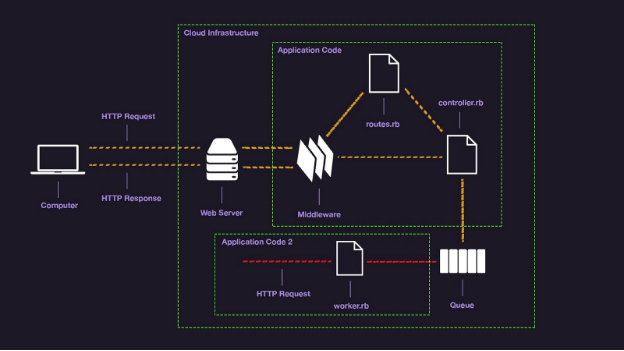 Cloud Infrastructure
Application Code
controller.rb
HTTP Request
routes.rb
HTTP Response
Computer
Web Server
Middleware
Application Code 2
HTTP Request
worker.rb
Queue